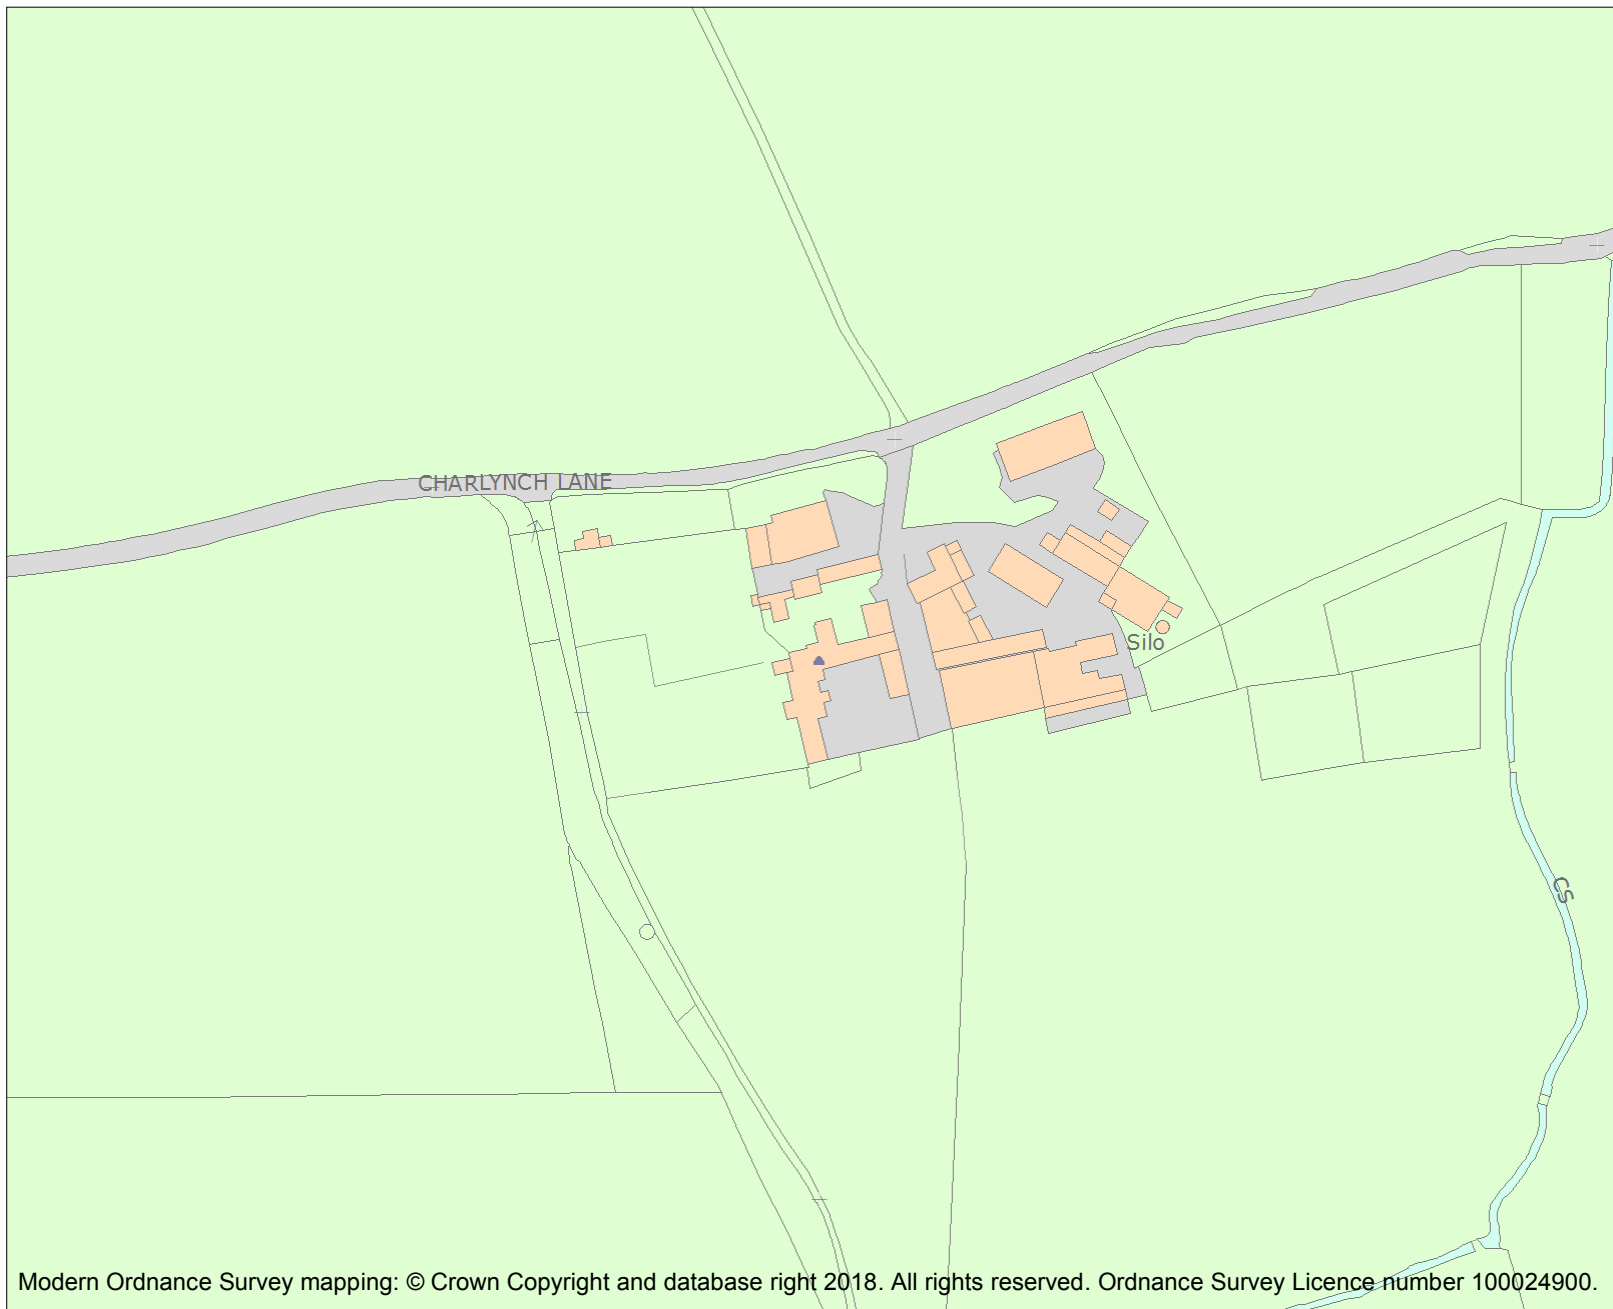 CHARLYNCH LANE
Silo
CS
Modern Ordnance Survey mapping: © Crown Copyright and database right 2018. All rights reserved. Ordnance Survey Licence number 100024900.